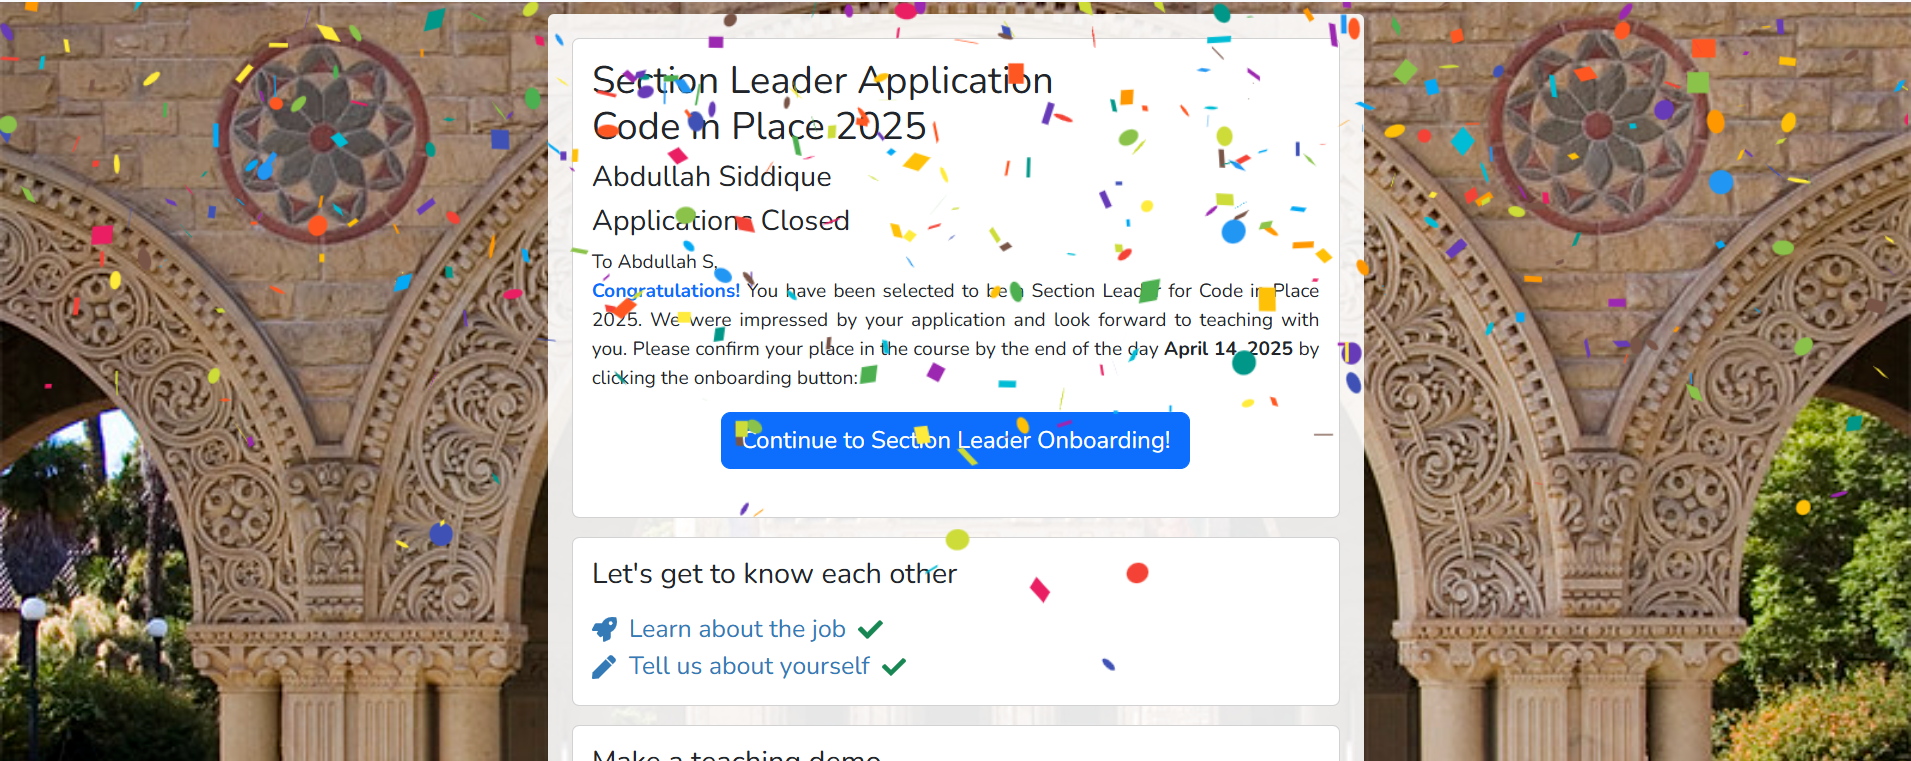 Section Leader Application
Code in Place 2025
Abdullah Siddique
Applications Closed
To Abdullah S,
Congratulations! You have been selected to be a Section Leader for Code in Place
2025. We were impressed by your application and look forward to teaching with
you. Please confirm your place in the course by the end of the day April 14, 2025 by
clicking the onboarding button:
Continue to Section Leader Onboarding!
Let's get to know each other
Learn about the job
Tell us about yourself
Make a teaching demo